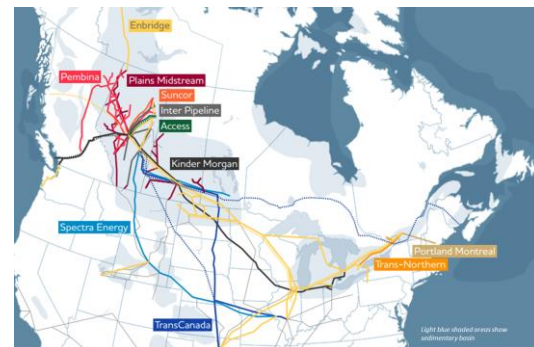 Enbridge
Pembina
Plains Midstream
Suncor
Inter Pipeline
Access
Kinder Morgan
Spectra Energy
Portland Montreal
Trans-Northern
TransCanada
Light blue shaded areas show
sedimentary basin